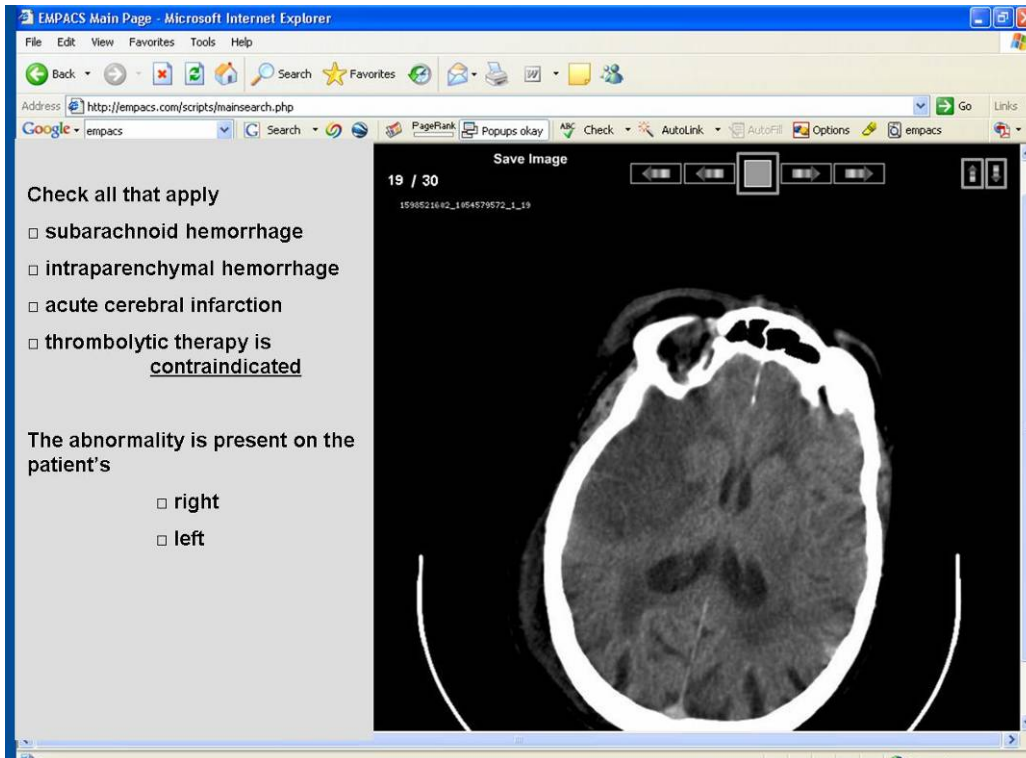 EMPACS Main Page - Microsoft Internet Explorer
File Edit View Favorites Tools Help
Back Search Favorites
Address http://empacs.com/scripts/mainsearch.php Go Links
Google empacs Search PageRank Popups okay Check AutoLink AutoFill Options empacs
Save Image
19 / 30
1598521602_1054579572_1_19
Check all that apply
□ subarachnoid hemorrhage
□ intraparenchymal hemorrhage
□ acute cerebral infarction
□ thrombolytic therapy is
contraindicated
The abnormality is present on the
patient's
□ right
□ left